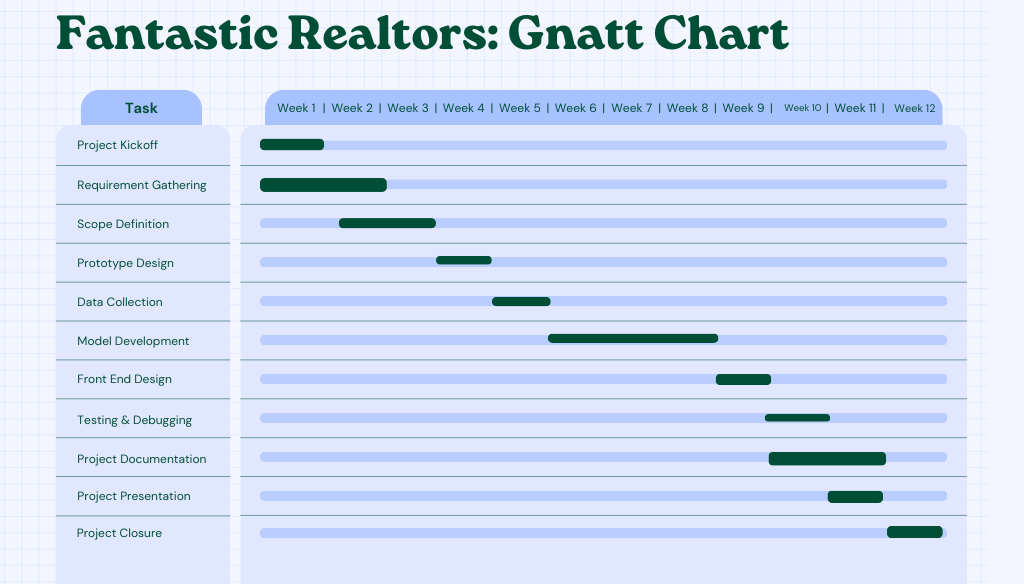 Fantastic Realtors: Gnatt Chart
Task
Week 1 | Week 2 | Week 3 | Week 4 | Week 5 | Week 6 | Week 7 | Week 8 | Week 9 | Week 10 | Week 11 | Week 12
Project Kickoff
Requirement Gathering
Scope Definition
Prototype Design
Data Collection
Model Development
Front End Design
Testing & Debugging
Project Documentation
Project Presentation
Project Closure